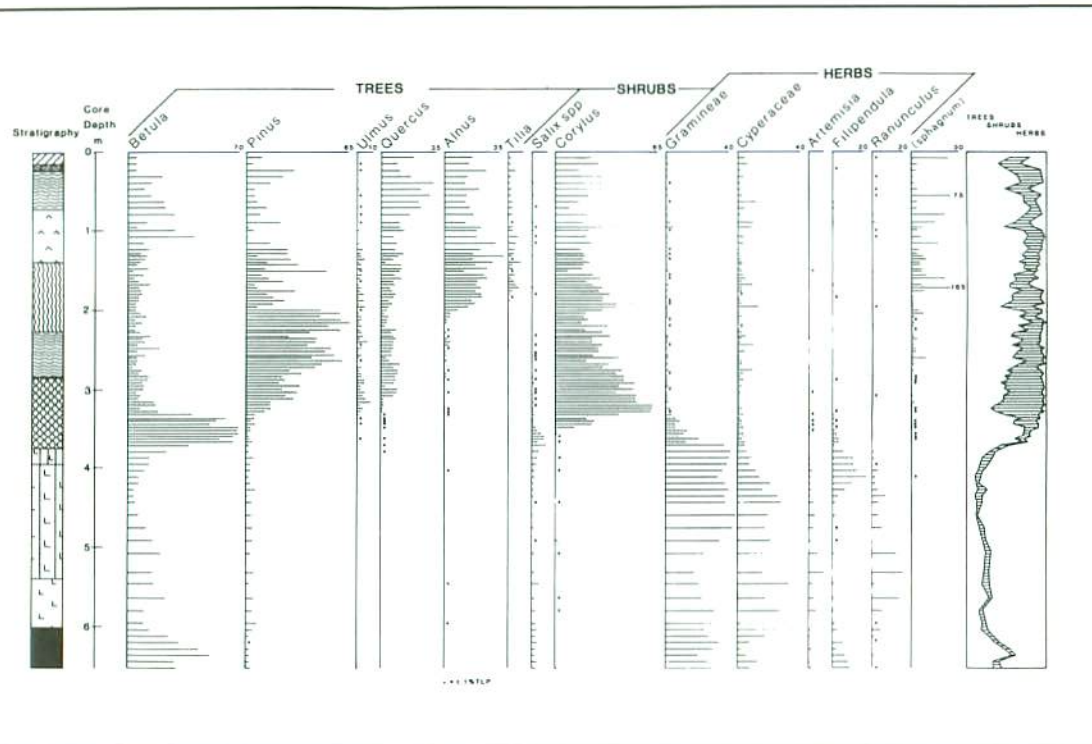 TREES
SHRUBS
HERBS
Stratigraphy
Core Depth m
Betula
Pinus
Ulmus
Quercus
Alnus
Tilia
Salix spp
Corylus
Gramineae
Cyperaceae
Artemisia
Filipendula
Ranunculus
(sphagnum)
TREES
SHRUBS
HERBS
0
70
65
10
25
35
65
40
40
20
20
30
75
1
165
2
3
4
5
6